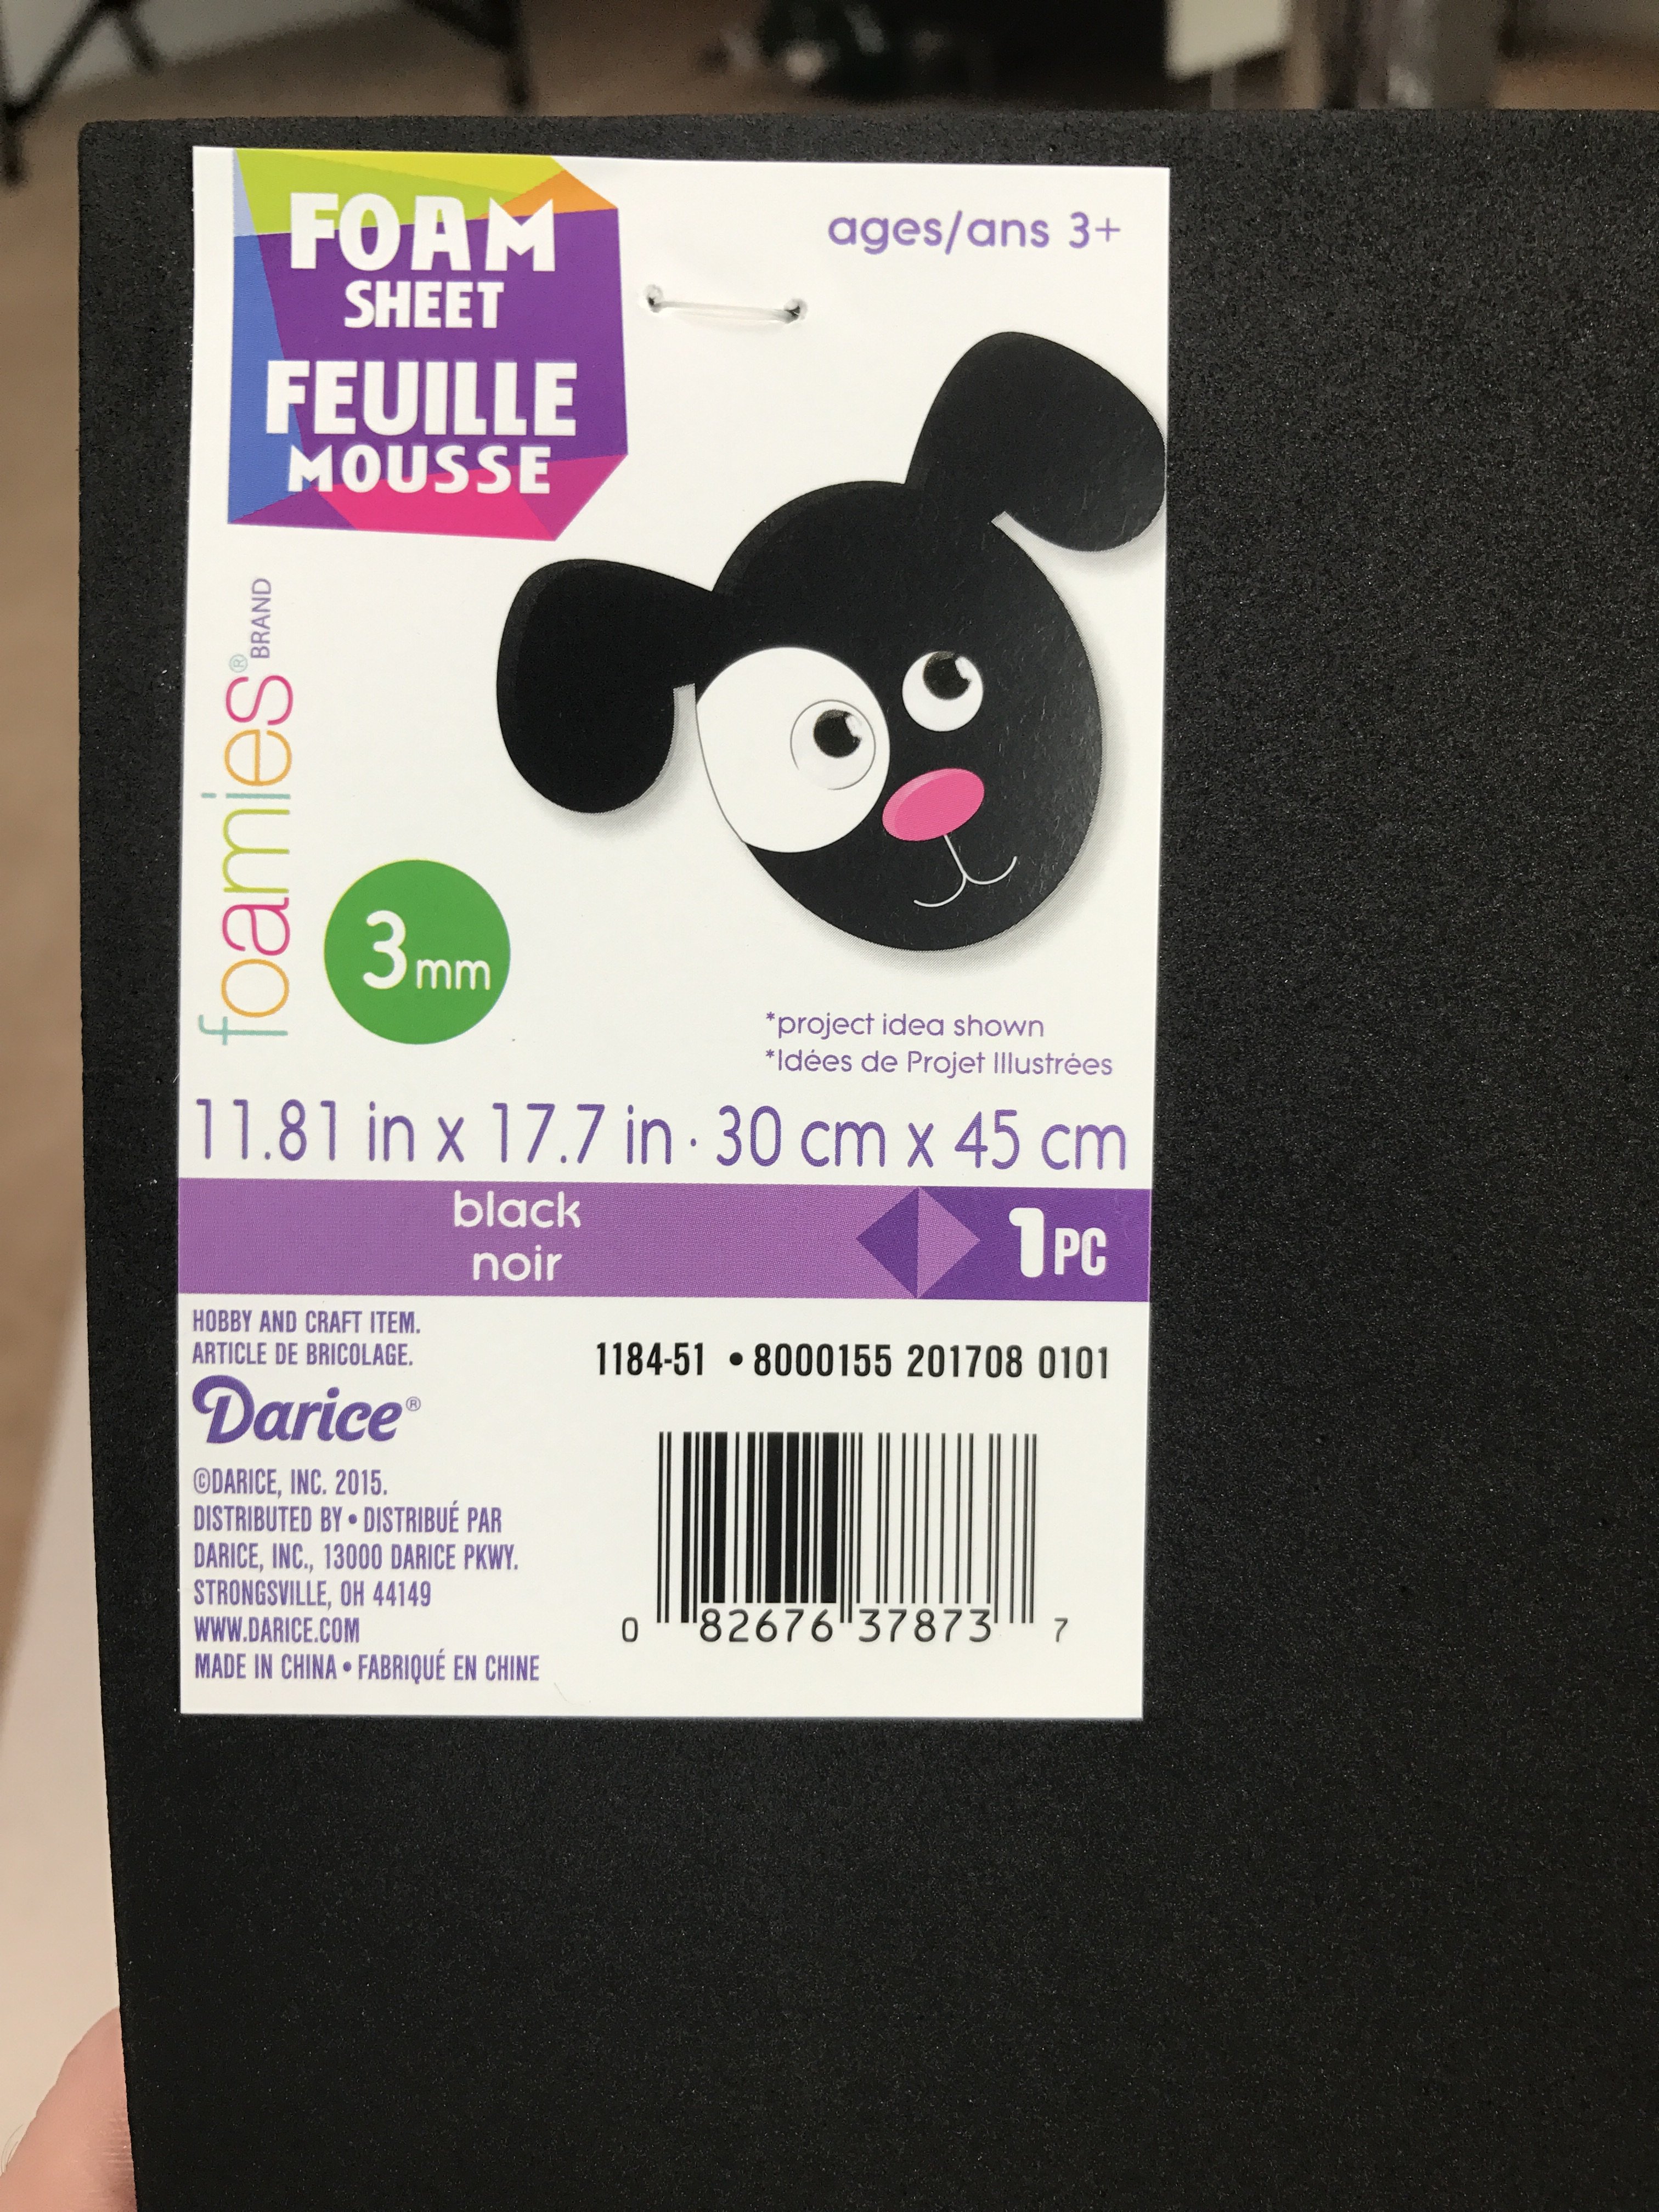 FOAM
SHEET
FEUILLE
MOUSSE
ages/ans 3+
foamies® BRAND
3mm
*project idea shown
*Idées de Projet Illustrées
11.81 in x 17.7 in · 30 cm x 45 cm
black
noir
1 PC
HOBBY AND CRAFT ITEM.
ARTICLE DE BRICOLAGE.
1184-51 • 8000155 201708 0101
Darice®
©DARICE, INC. 2015.
DISTRIBUTED BY • DISTRIBUÉ PAR
DARICE, INC., 13000 DARICE PKWY.
STRONGSVILLE, OH 44149
WWW.DARICE.COM
MADE IN CHINA • FABRIQUÉ EN CHINE
0 82676 37873 7